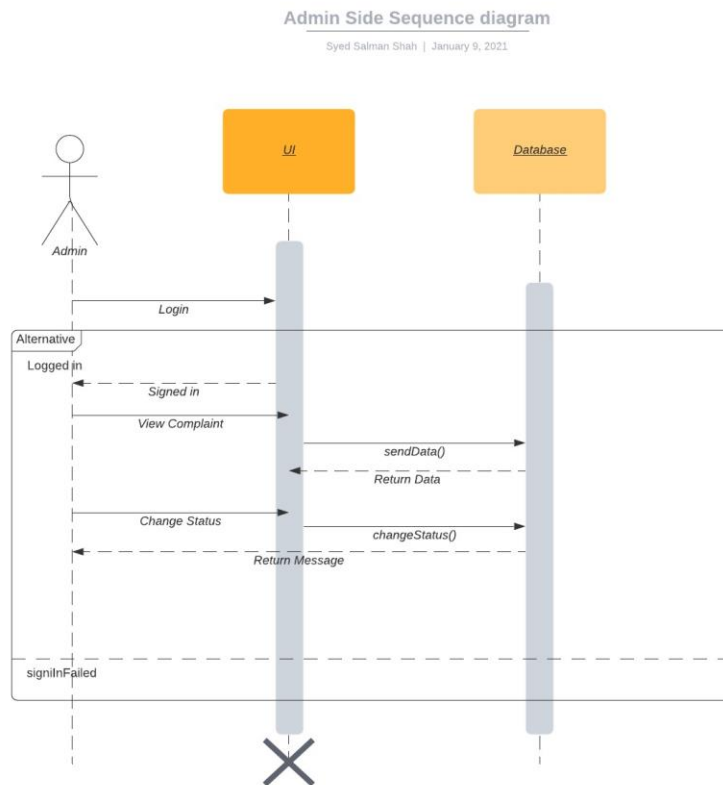 Admin Side Sequence diagram
Syed Salman Shah | January 9, 2021
UI
Database
Admin
Login
Alternative
Logged in
Signed in
View Complaint
sendData()
Return Data
Change Status
changeStatus()
Return Message
signiInFailed